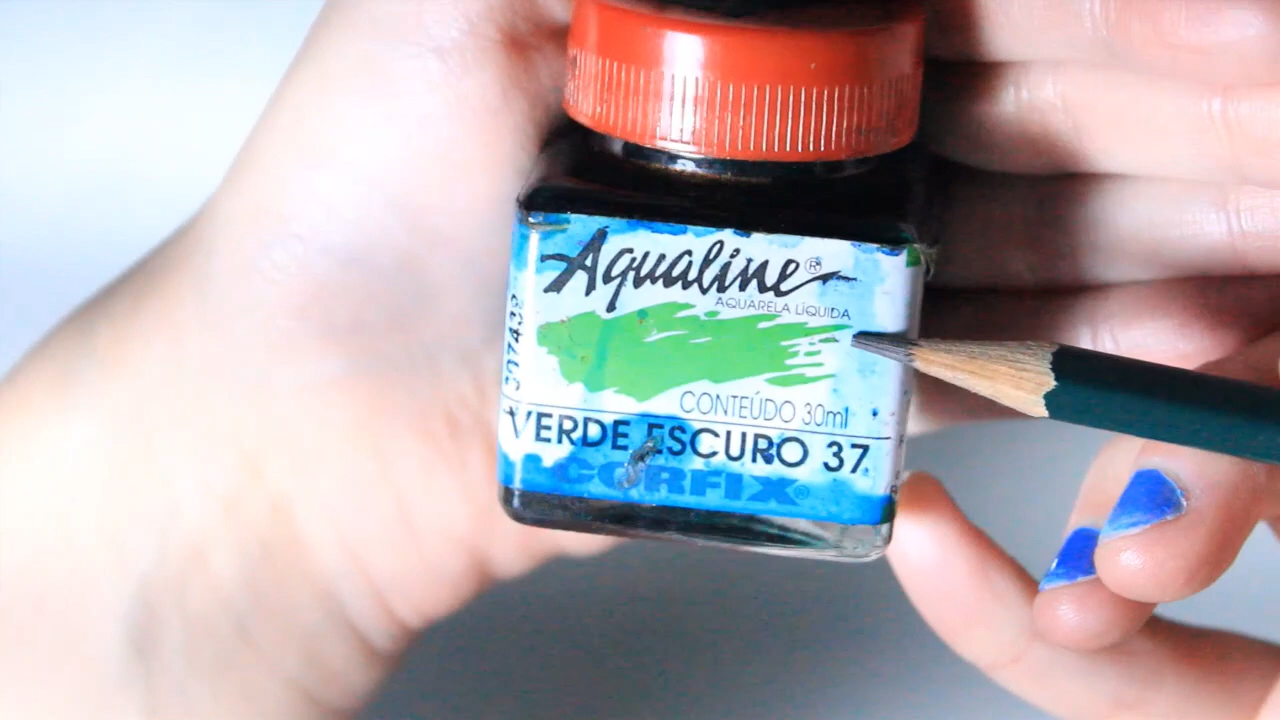 Aqualine®
AQUARELA LÍQUIDA
CONTEÚDO 30ml
VERDE ESCURO 37
CORFIX®